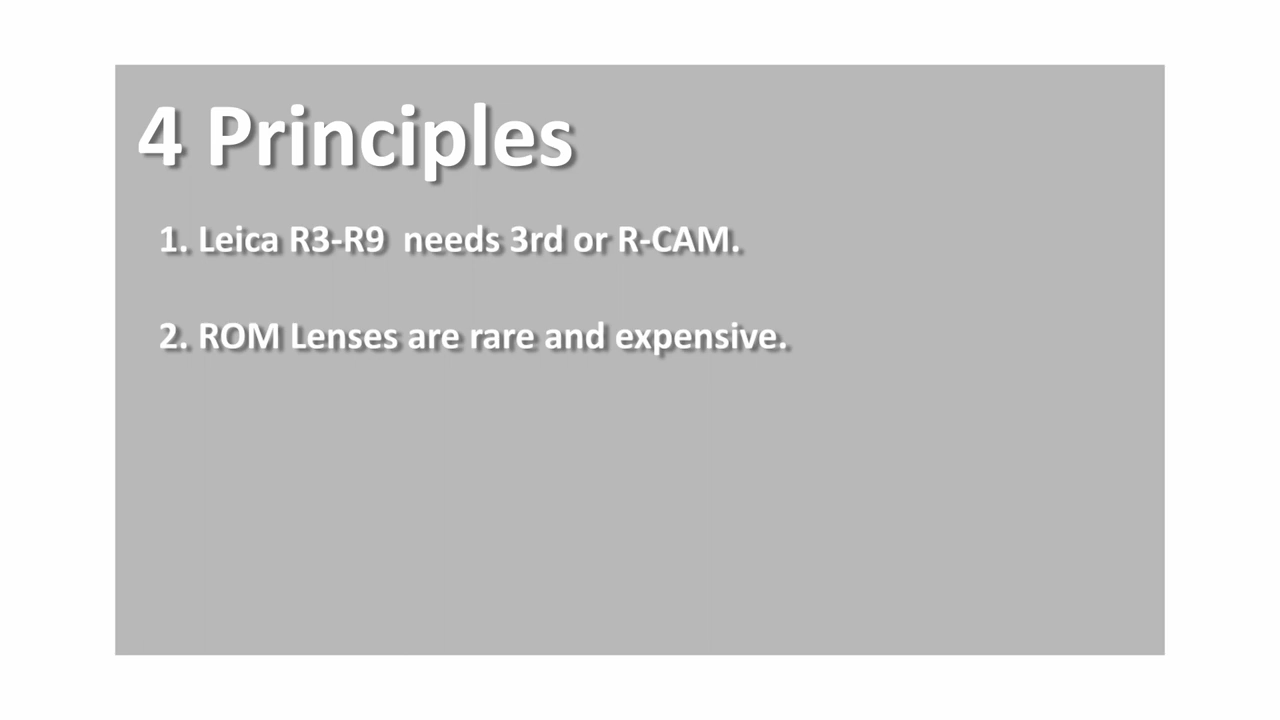 4 Principles
1. Leica R3-R9 needs 3rd or R-CAM.
2. ROM Lenses are rare and expensive.